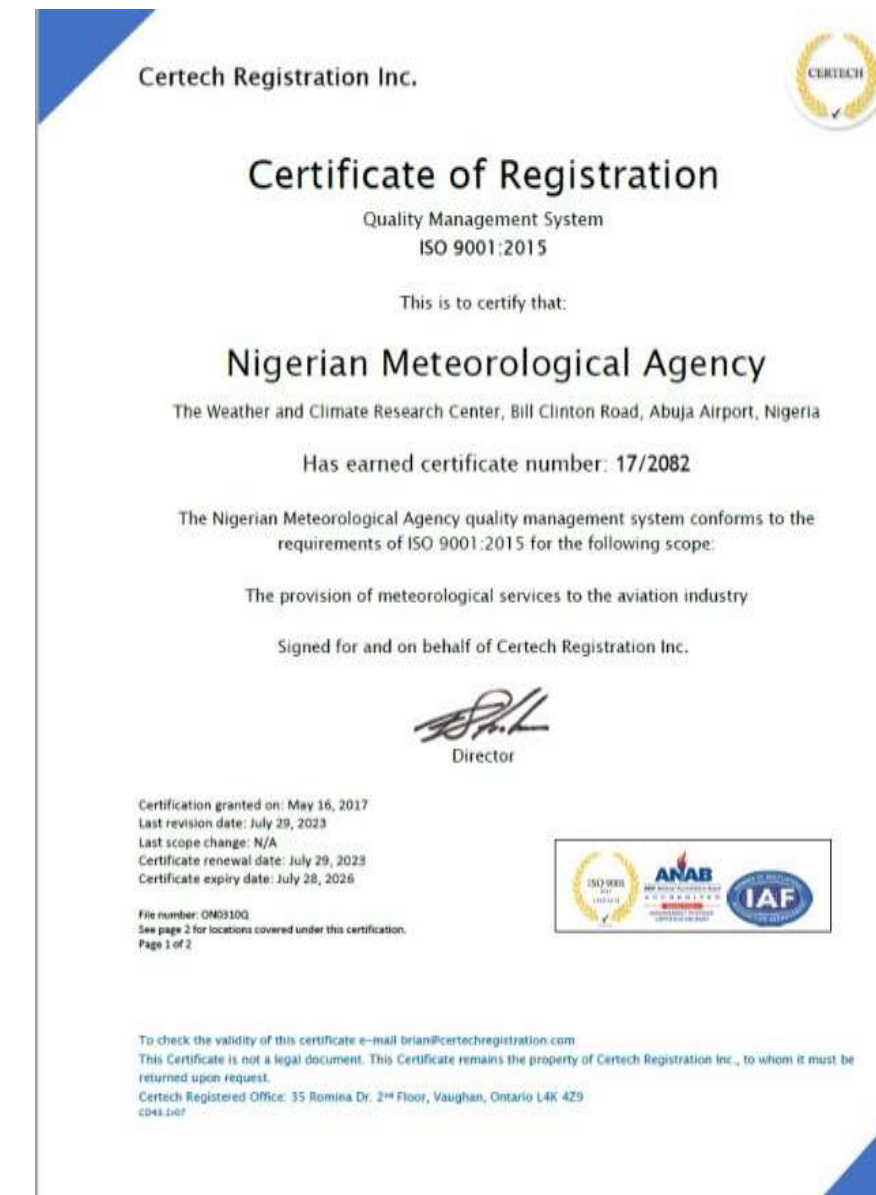 Certech Registration Inc.
CERTECH
Certificate of Registration
Quality Management System
ISO 9001:2015
This is to certify that:
Nigerian Meteorological Agency
The Weather and Climate Research Center, Bill Clinton Road, Abuja Airport, Nigeria
Has earned certificate number: 17/2082
The Nigerian Meteorological Agency quality management system conforms to the
requirements of ISO 9001:2015 for the following scope:
The provision of meteorological services to the aviation industry
Signed for and on behalf of Certech Registration Inc.
Director
Certification granted on: May 16, 2017
Last revision date: July 29, 2023
Last scope change: N/A
Certificate renewal date: July 29, 2023
Certificate expiry date: July 28, 2026
File number: ON0310Q
See page 2 for locations covered under this certification.
Page 1 of 2
ISO 9001
ANAB
ACCREDITED
IAF
To check the validity of this certificate e-mail brian@certechregistration.com
This Certificate is not a legal document. This Certificate remains the property of Certech Registration Inc., to whom it must be
returned upon request.
Certech Registered Office: 35 Romina Dr. 2nd Floor, Vaughan, Ontario L4K 4Z9